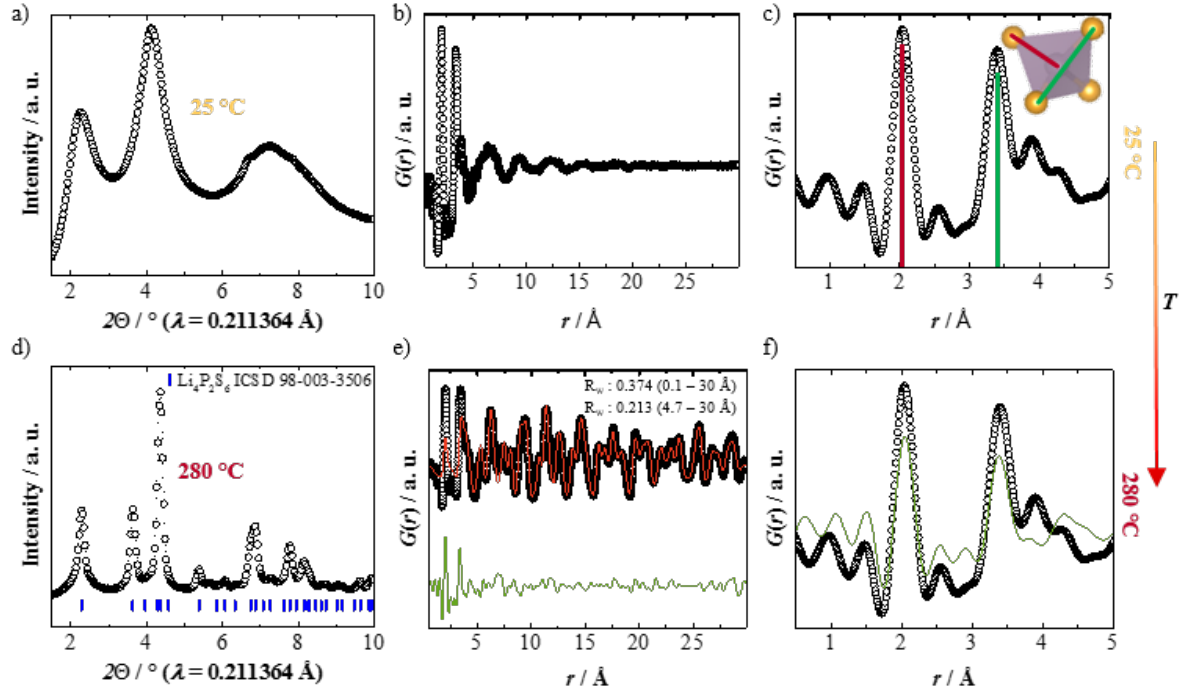 a)
25 °C
Intensity / a. u.
2 4 6 8 10
2Θ / ° (λ = 0.211364 Å)
b)
G(r) / a. u.
5 10 15 20 25
r / Å
c)
G(r) / a. u.
1 2 3 4 5
r / Å
25 °C
T
280 °C
d)
Li4P2S6 ICSD 98-003-3506
280 °C
Intensity / a. u.
2 4 6 8 10
2Θ / ° (λ = 0.211364 Å)
e)
Rw : 0.374 (0.1 – 30 Å)
Rw : 0.213 (4.7 – 30 Å)
G(r) / a. u.
5 10 15 20 25
r / Å
f)
G(r) / a. u.
1 2 3 4 5
r / Å